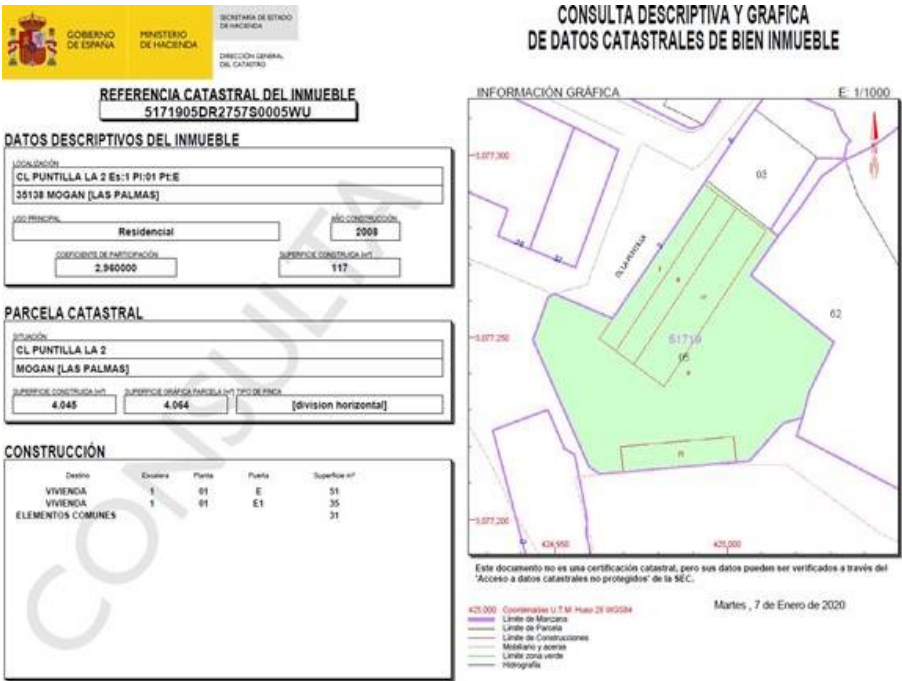 GOBIERNO
DE ESPAÑA
MINISTERIO
DE HACIENDA
SECRETARÍA DE ESTADO
DE HACIENDA
DIRECCIÓN GENERAL
DEL CATASTRO
CONSULTA DESCRIPTIVA Y GRÁFICA
DE DATOS CATASTRALES DE BIEN INMUEBLE
REFERENCIA CATASTRAL DEL INMUEBLE
5171905DR2757S0005WU
DATOS DESCRIPTIVOS DEL INMUEBLE
LOCALIZACIÓN
CL PUNTILLA LA 2 Es:1 Pl:01 Pt:E
35138 MOGAN [LAS PALMAS]
USO PRINCIPAL
Residencial
AÑO CONSTRUCCIÓN
2008
COEFICIENTE DE PARTICIPACIÓN
2,960000
SUPERFICIE CONSTRUIDA [m²]
117
PARCELA CATASTRAL
SITUACIÓN
CL PUNTILLA LA 2
MOGAN [LAS PALMAS]
SUPERFICIE CONSTRUIDA [m²]
4.045
SUPERFICIE GRÁFICA PARCELA [m²]
4.064
TIPO DE FINCA
[division horizontal]
CONSTRUCCIÓN
Destino Escalera Planta Puerta Superficie m²
VIVIENDA 1 01 E 51
VIVIENDA 1 01 E1 35
ELEMENTOS COMUNES 31
CONSULTA
INFORMACIÓN GRÁFICA E: 1/1000
3,077,300
03
CL LA PUNTILLA
62
3,077,250
51719
05
R
3,077,200
424,950
425,000
Este documento no es una certificación catastral, pero sus datos pueden ser verificados a través del
'Acceso a datos catastrales no protegidos' de la SEC.
425,000 Coordenadas U.T.M. Huso 28 WGS84
Límite de Manzana
Límite de Parcela
Límite de Construcciones
Mobiliario y aceras
Límite zona verde
Hidrografía
Martes , 7 de Enero de 2020